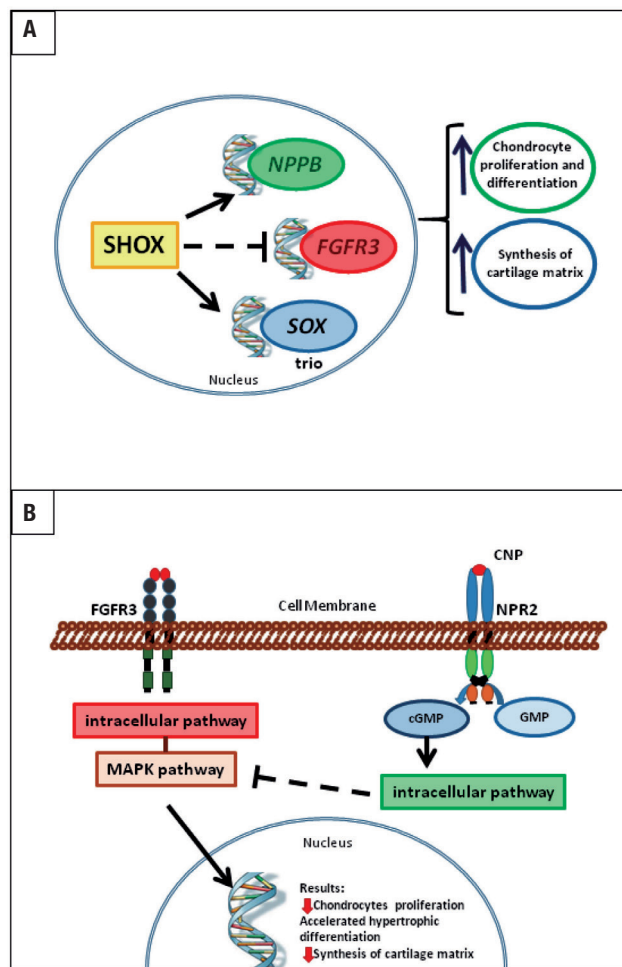 A
NPPB
SHOX
FGFR3
SOX
trio
Nucleus
Chondrocyte
proliferation and
differentiation
Synthesis of
cartilage matrix
B
CNP
FGFR3
Cell Membrane
NPR2
cGMP
GMP
intracellular pathway
MAPK pathway
intracellular pathway
Nucleus
Results:
Chondrocytes proliferation
Accelerated hypertrophic
differentiation
Synthesis of cartilage matrix